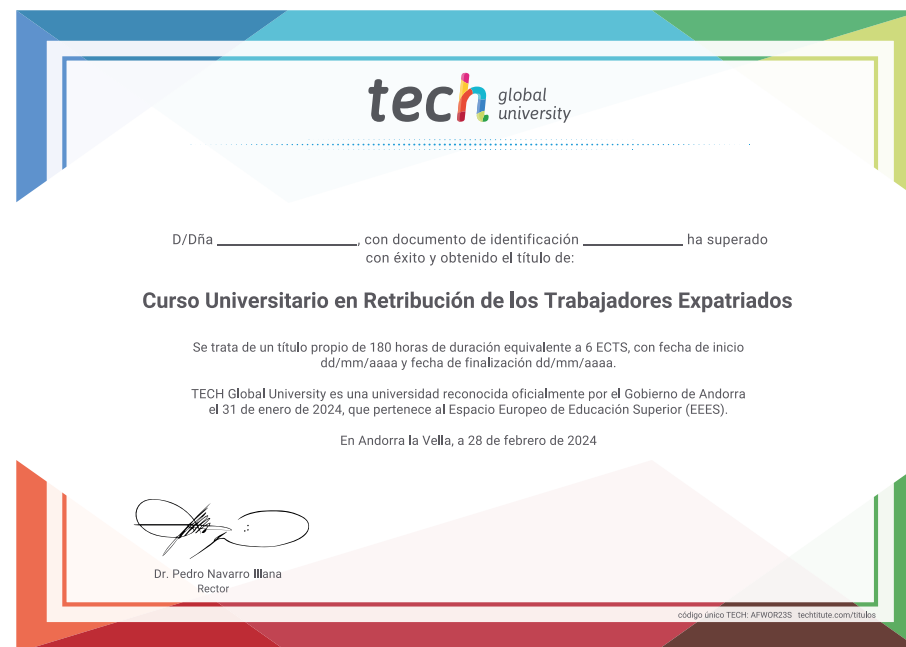 tech global university
D/Dña ____________________, con documento de identificación ______________ ha superado
con éxito y obtenido el título de:
Curso Universitario en Retribución de los Trabajadores Expatriados
Se trata de un título propio de 180 horas de duración equivalente a 6 ECTS, con fecha de inicio
dd/mm/aaaa y fecha de finalización dd/mm/aaaa.
TECH Global University es una universidad reconocida oficialmente por el Gobierno de Andorra
el 31 de enero de 2024, que pertenece al Espacio Europeo de Educación Superior (EEES).
En Andorra la Vella, a 28 de febrero de 2024
Dr. Pedro Navarro Illana
Rector
código único TECH: AFWOR23S techtitute.com/titulos